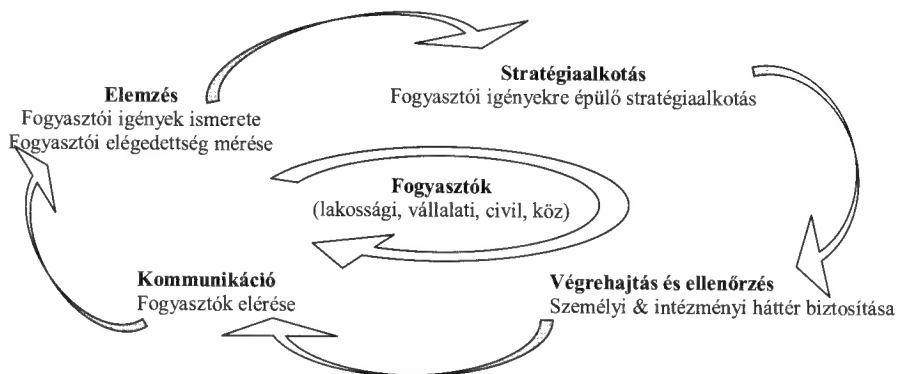 Elemzés
Fogyasztói igények ismerete
Fogyasztói elégedettség mérése
Stratégiaalkotás
Fogyasztói igényekre épülő stratégiaalkotás
Fogyasztók
(lakossági, vállalati, civil, köz)
Kommunikáció
Fogyasztók elérése
Végrehajtás és ellenőrzés
Személyi & intézményi háttér biztosítása